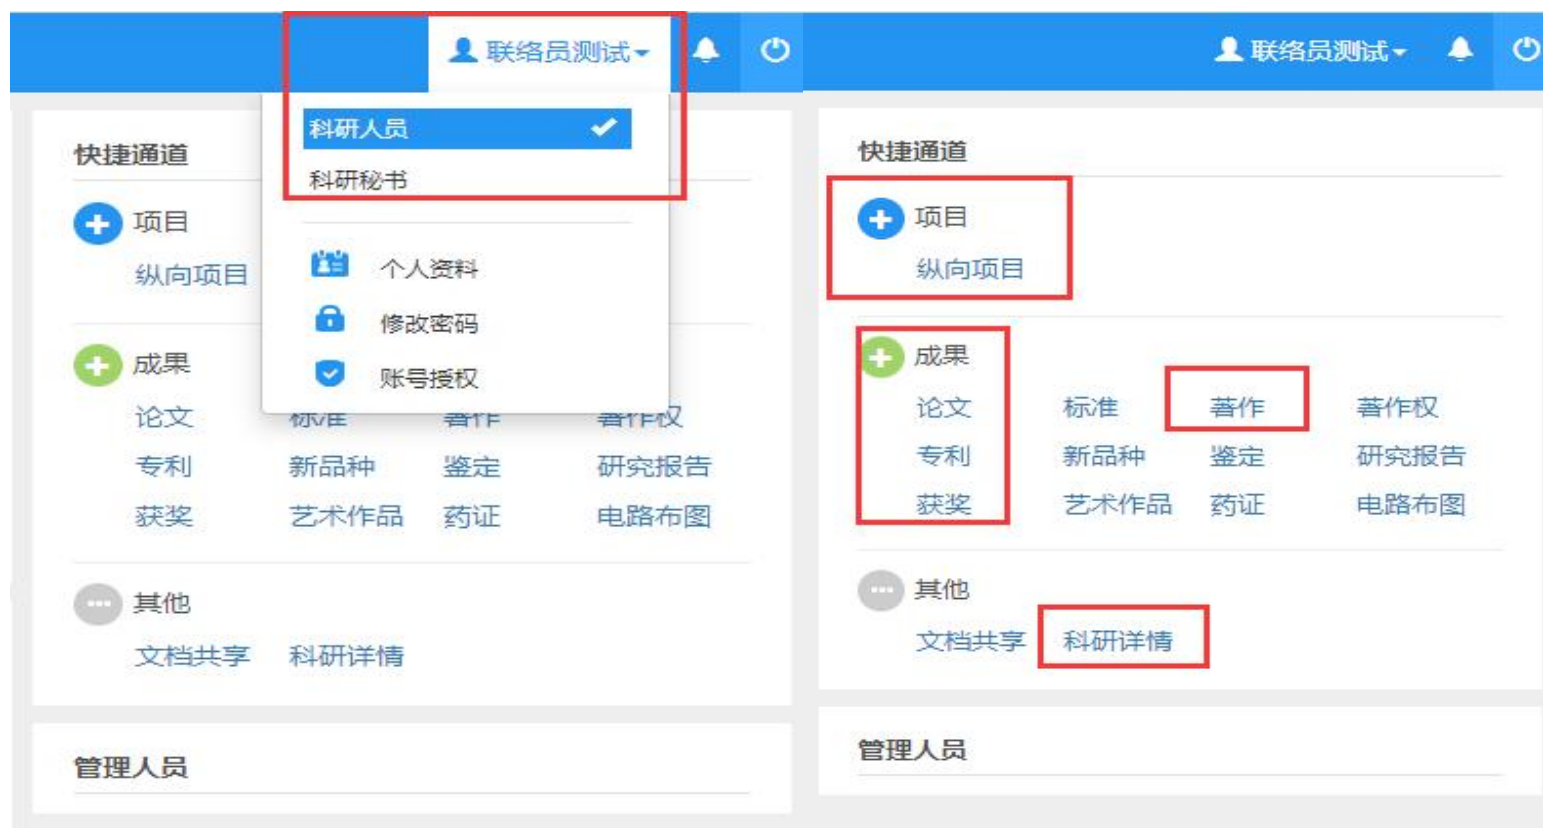 联络员测试
科研人员
科研秘书
个人资料
修改密码
账号授权
快捷通道
项目
纵向项目
成果
论文 标准 著作 著作权
专利 新品种 鉴定 研究报告
获奖 艺术作品 药证 电路布图
其他
文档共享 科研详情
管理人员
联络员测试
快捷通道
项目
纵向项目
成果
论文 标准 著作 著作权
专利 新品种 鉴定 研究报告
获奖 艺术作品 药证 电路布图
其他
文档共享 科研详情
管理人员